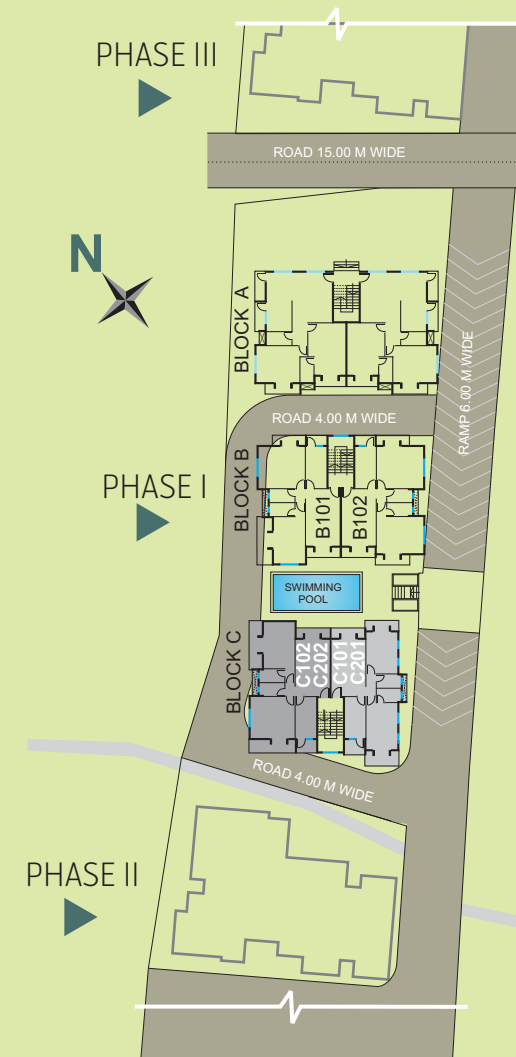 PHASE III
ROAD 15.00 M WIDE
N
BLOCK A
RAMP 6.00 M WIDE
ROAD 4.00 M WIDE
BLOCK B
PHASE I
B101
B102
SWIMMING
POOL
BLOCK C
C102
C202
C101
C201
ROAD 4.00 M WIDE
PHASE II